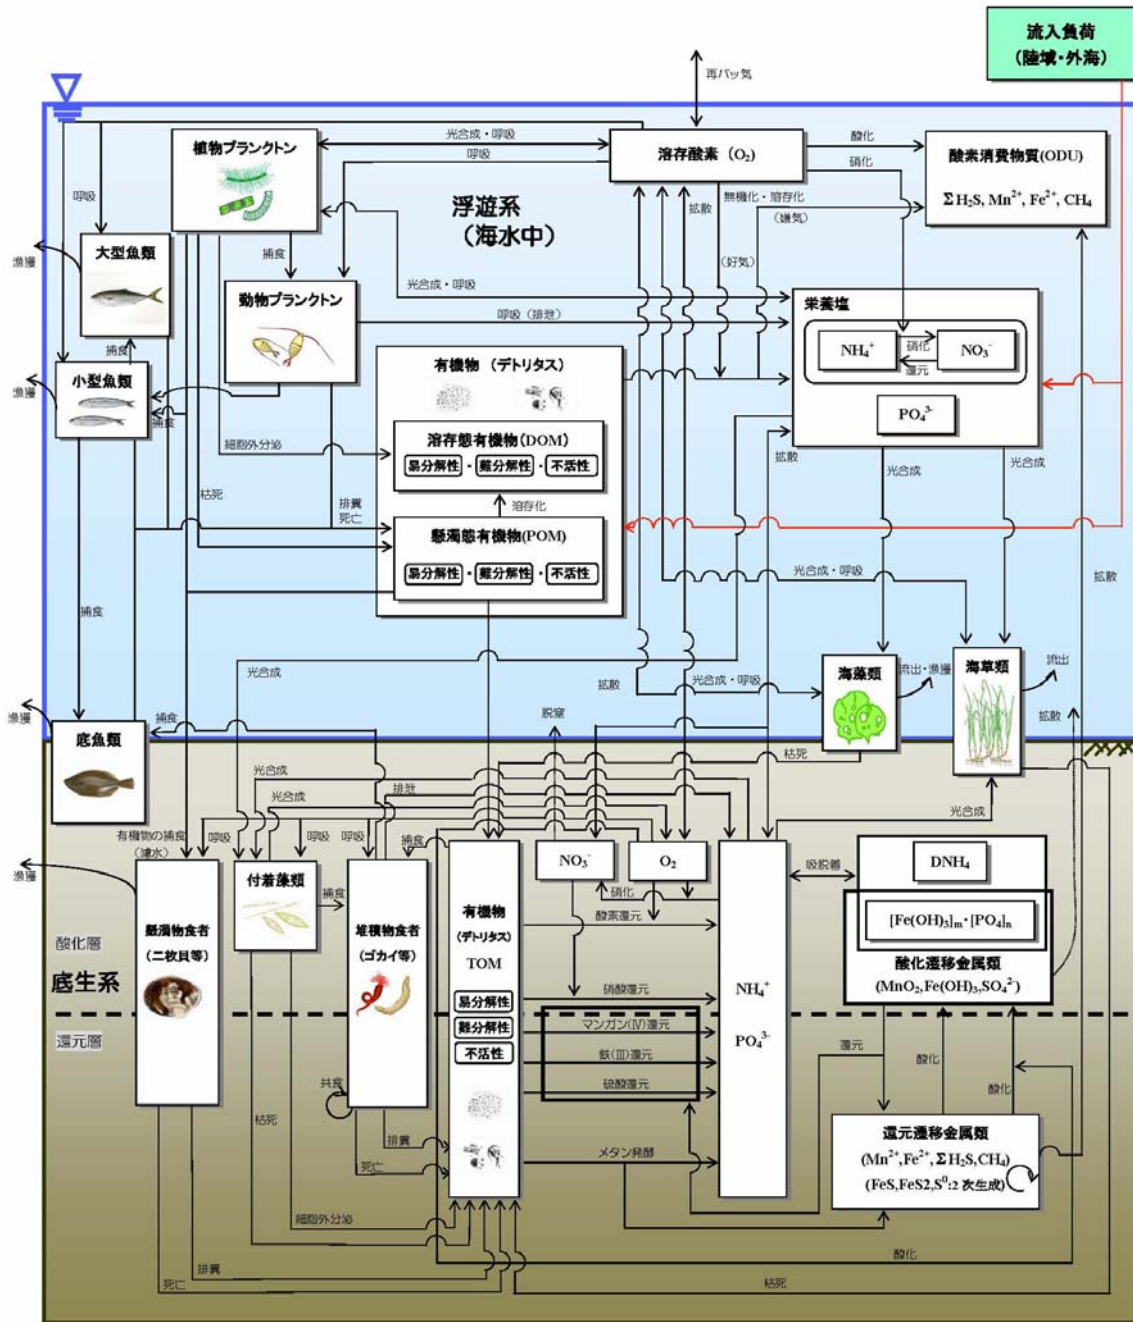 流入負荷
(陸域・外海)
再バッ気
植物プランクトン
光合成・呼吸
呼吸
溶存酸素 (O₂)
酸化
硝化
酸素消費物質(ODU)
ΣH₂S, Mn²⁺, Fe²⁺, CH₄
呼吸
浮遊系
(海水中)
拡散
無機化・溶存化
(嫌気)
(好気)
漁獲
大型魚類
捕食
動物プランクトン
光合成・呼吸
呼吸 (排泄)
栄養塩
NH₄⁺
硝化
還元
NO₃⁻
PO₄³⁻
捕食
漁獲
小型魚類
捕食
有機物 (デトリタス)
細胞外分泌
溶存態有機物(DOM)
易分解性・難分解性・不活性
溶存化
枯死
排糞
死亡
懸濁態有機物(POM)
易分解性・難分解性・不活性
拡散
光合成
光合成
光合成・呼吸
拡散
捕食
光合成
拡散
光合成・呼吸
海藻類
流出・漁獲
海草類
流出
拡散
漁獲
底魚類
捕食
脱窒
枯死
光合成
排泄
光合成
光合成
有機物の捕食
(濾水)
呼吸
呼吸
呼吸
捕食
漁獲
懸濁物食者
(二枚貝等)
付着藻類
捕食
堆積物食者
(ゴカイ等)
有機物
(デトリタス)
TOM
易分解性
難分解性
不活性
NO₃⁻
O₂
硝化
酸素還元
硝酸還元
マンガン(Ⅳ)還元
鉄(Ⅲ)還元
硫酸還元
メタン発酵
NH₄⁺
PO₄³⁻
吸脱着
DNH₄
[Fe(OH)₃]m・[PO₄]n
酸化遷移金属類
(MnO₂,Fe(OH)₃,SO₄²⁻)
酸化層
底生系
還元層
還元
酸化
酸化
共食
枯死
排糞
死亡
還元遷移金属類
(Mn²⁺,Fe²⁺,ΣH₂S,CH₄)
(FeS,FeS2,S⁰:2 次生成)
細胞外分泌
排糞
死亡
酸化
枯死